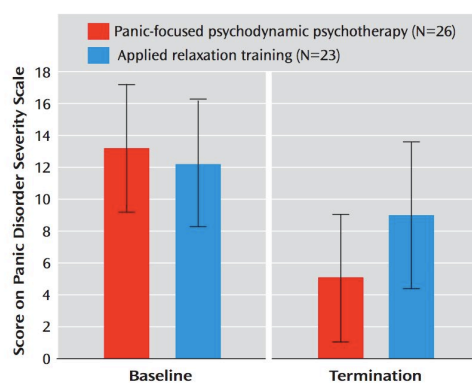 Panic-focused psychodynamic psychotherapy (N=26)
Applied relaxation training (N=23)
Score on Panic Disorder Severity Scale
18
16
14
12
10
8
6
4
2
0
Baseline
Termination